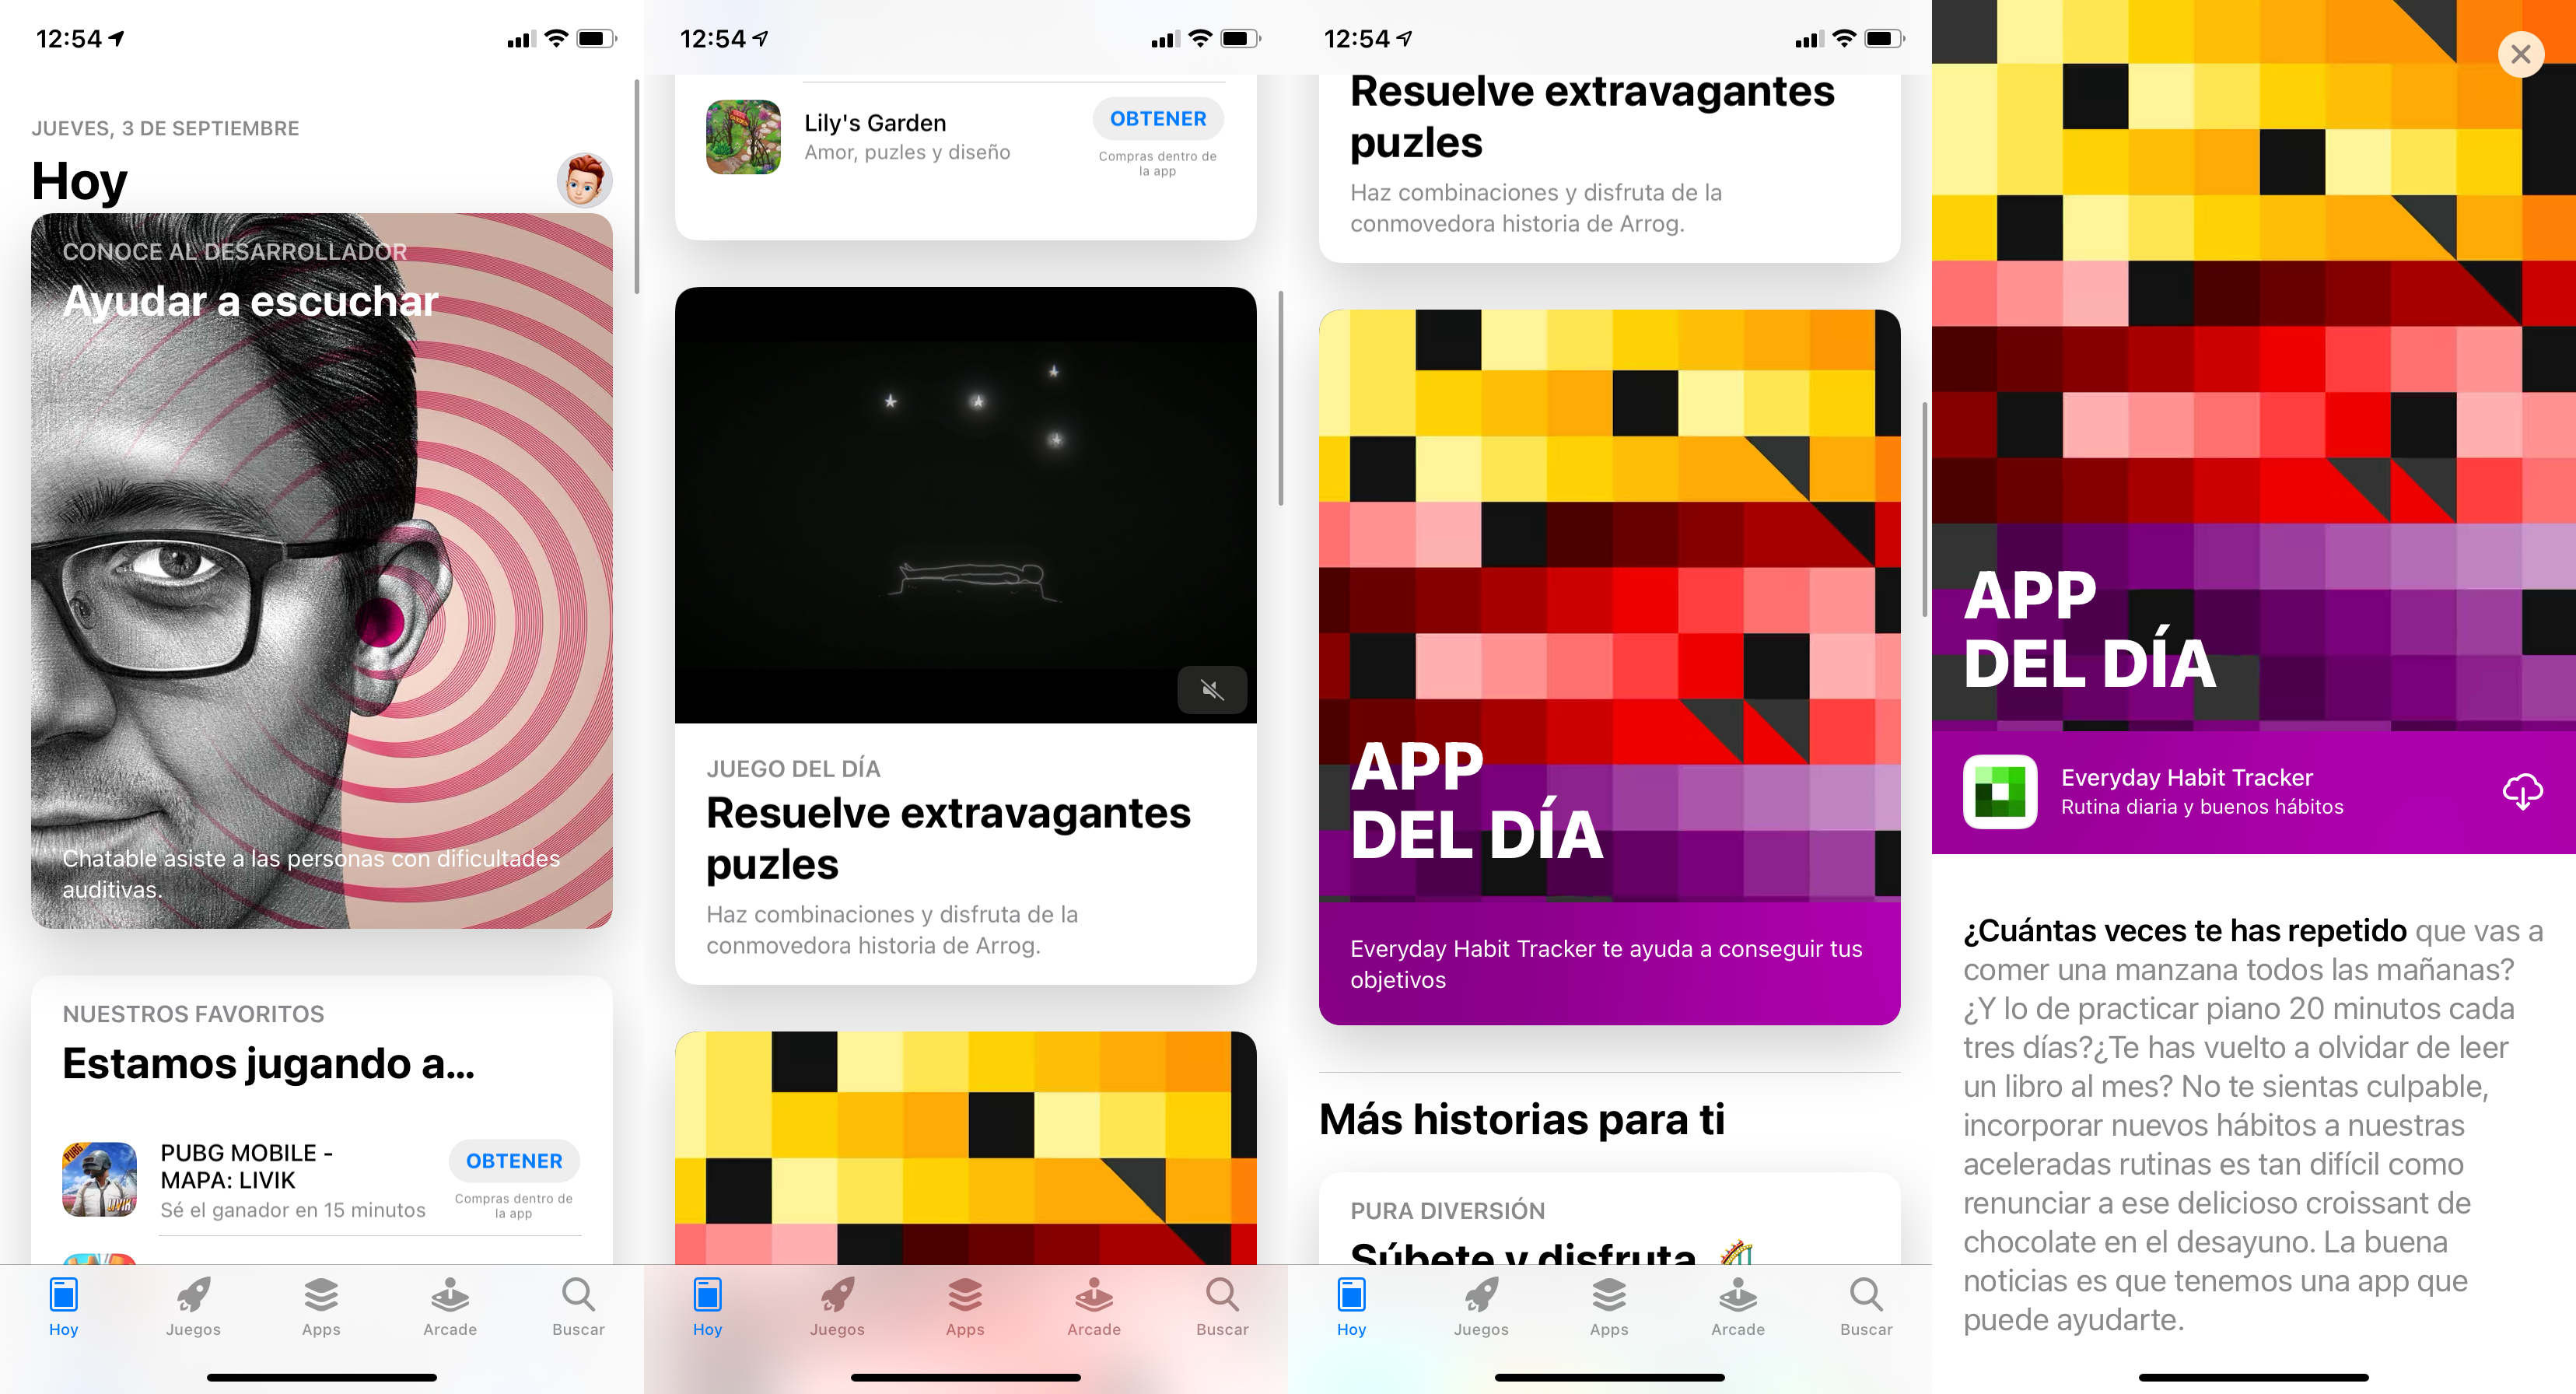 12:54
JUEVES, 3 DE SEPTIEMBRE
Hoy
CONOCE AL DESARROLLADOR
Ayudar a escuchar
Chatable asiste a las personas con dificultades
auditivas.
NUESTROS FAVORITOS
Estamos jugando a...
PUBG MOBILE -
MAPA: LIVIK
Sé el ganador en 15 minutos
OBTENER
Compras dentro de
la app
Hoy
Juegos
Apps
Arcade
Buscar
12:54
Lily's Garden
Amor, puzles y diseño
OBTENER
Compras dentro de
la app
JUEGO DEL DÍA
Resuelve extravagantes
puzles
Haz combinaciones y disfruta de la
conmovedora historia de Arrog.
Hoy
Juegos
Apps
Arcade
Buscar
12:54
Resuelve extravagantes
puzles
Haz combinaciones y disfruta de la
conmovedora historia de Arrog.
APP
DEL DÍA
Everyday Habit Tracker te ayuda a conseguir tus
objetivos
Más historias para ti
PURA DIVERSIÓN
Súbete y disfruta
Hoy
Juegos
Apps
Arcade
Buscar
APP
DEL DÍA
Everyday Habit Tracker
Rutina diaria y buenos hábitos
¿Cuántas veces te has repetido que vas a
comer una manzana todos las mañanas?
¿Y lo de practicar piano 20 minutos cada
tres días?¿Te has vuelto a olvidar de leer
un libro al mes? No te sientas culpable,
incorporar nuevos hábitos a nuestras
aceleradas rutinas es tan difícil como
renunciar a ese delicioso croissant de
chocolate en el desayuno. La buena
noticias es que tenemos una app que
puede ayudarte.